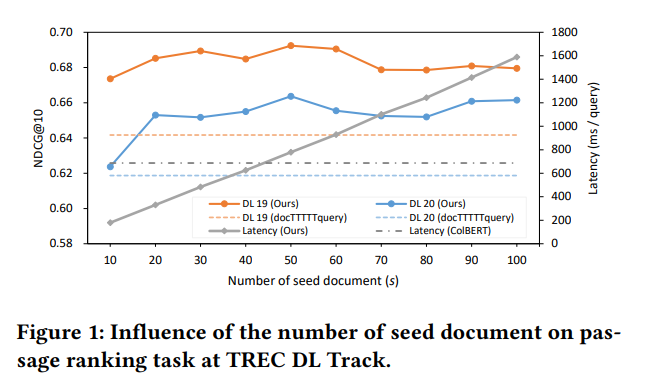 0.70
0.68
0.66
0.64
0.62
0.60
0.58
NDCG@10
1800
1600
1400
1200
1000
800
600
400
200
0
Latency (ms / query)
DL 19 (Ours) DL 20 (Ours)
DL 19 (docTTTTTquery) DL 20 (docTTTTTquery)
Latency (Ours) Latency (ColBERT)
10 20 30 40 50 60 70 80 90 100
Number of seed document (s)
Figure 1: Influence of the number of seed document on pas-
sage ranking task at TREC DL Track.